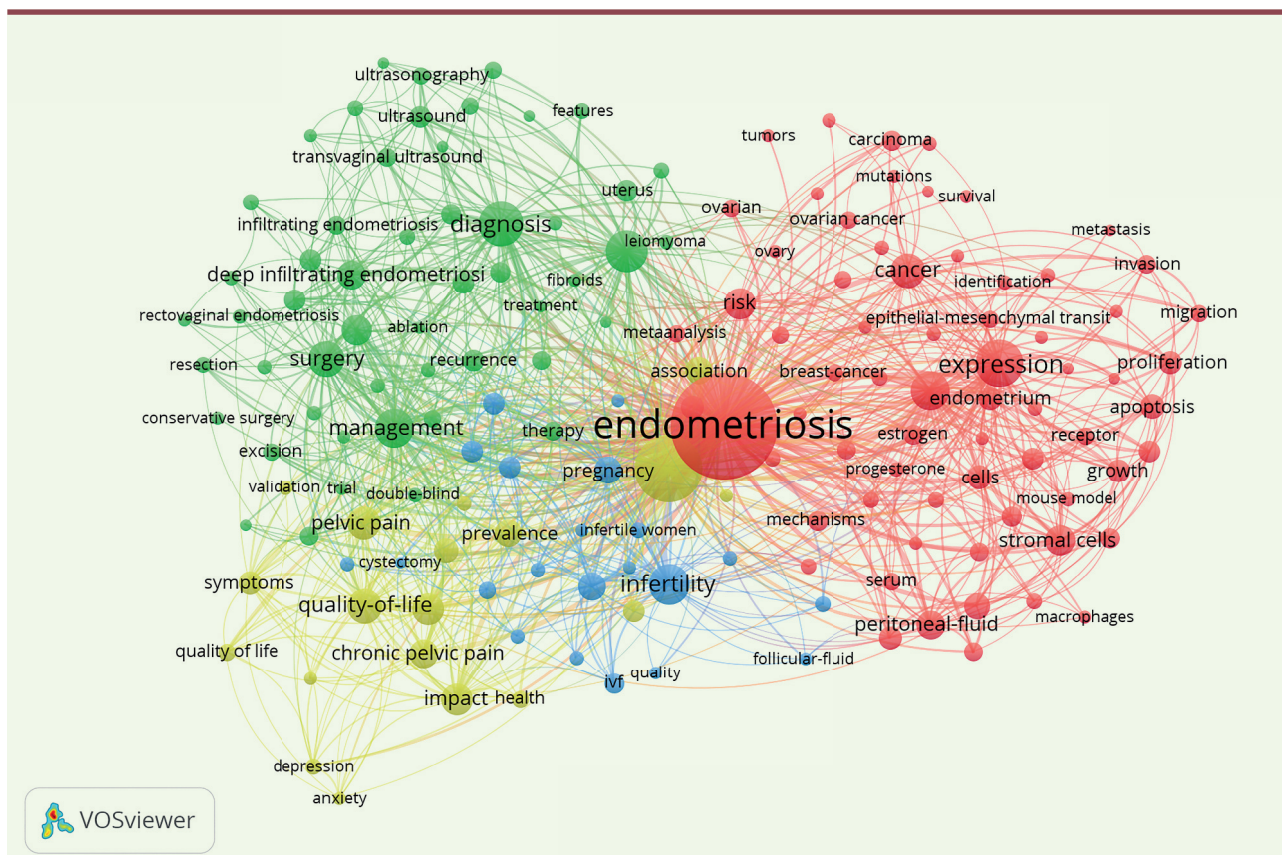 ultrasonography
ultrasound
features
tumors
carcinoma
transvaginal ultrasound
mutations
uterus
survival
ovarian
infiltrating endometriosis
diagnosis
ovarian cancer
leiomyoma
metastasis
ovary
deep infiltrating endometriosi
cancer
invasion
fibroids
identification
treatment
risk
rectovaginal endometriosis
migration
ablation
metaanalysis
epithelial-mesenchymal transit
surgery
recurrence
resection
association
breast-cancer
expression
proliferation
endometrium
apoptosis
conservative surgery
management
therapy
endometriosis
estrogen
receptor
excision
pregnancy
progesterone
cells
growth
validation
trial
double-blind
mouse model
pelvic pain
prevalence
infertile women
mechanisms
stromal cells
cystectomy
symptoms
infertility
serum
quality-of-life
macrophages
peritoneal-fluid
quality of life
chronic pelvic pain
follicular-fluid
ivf
quality
impact
health
depression
anxiety
VOSviewer